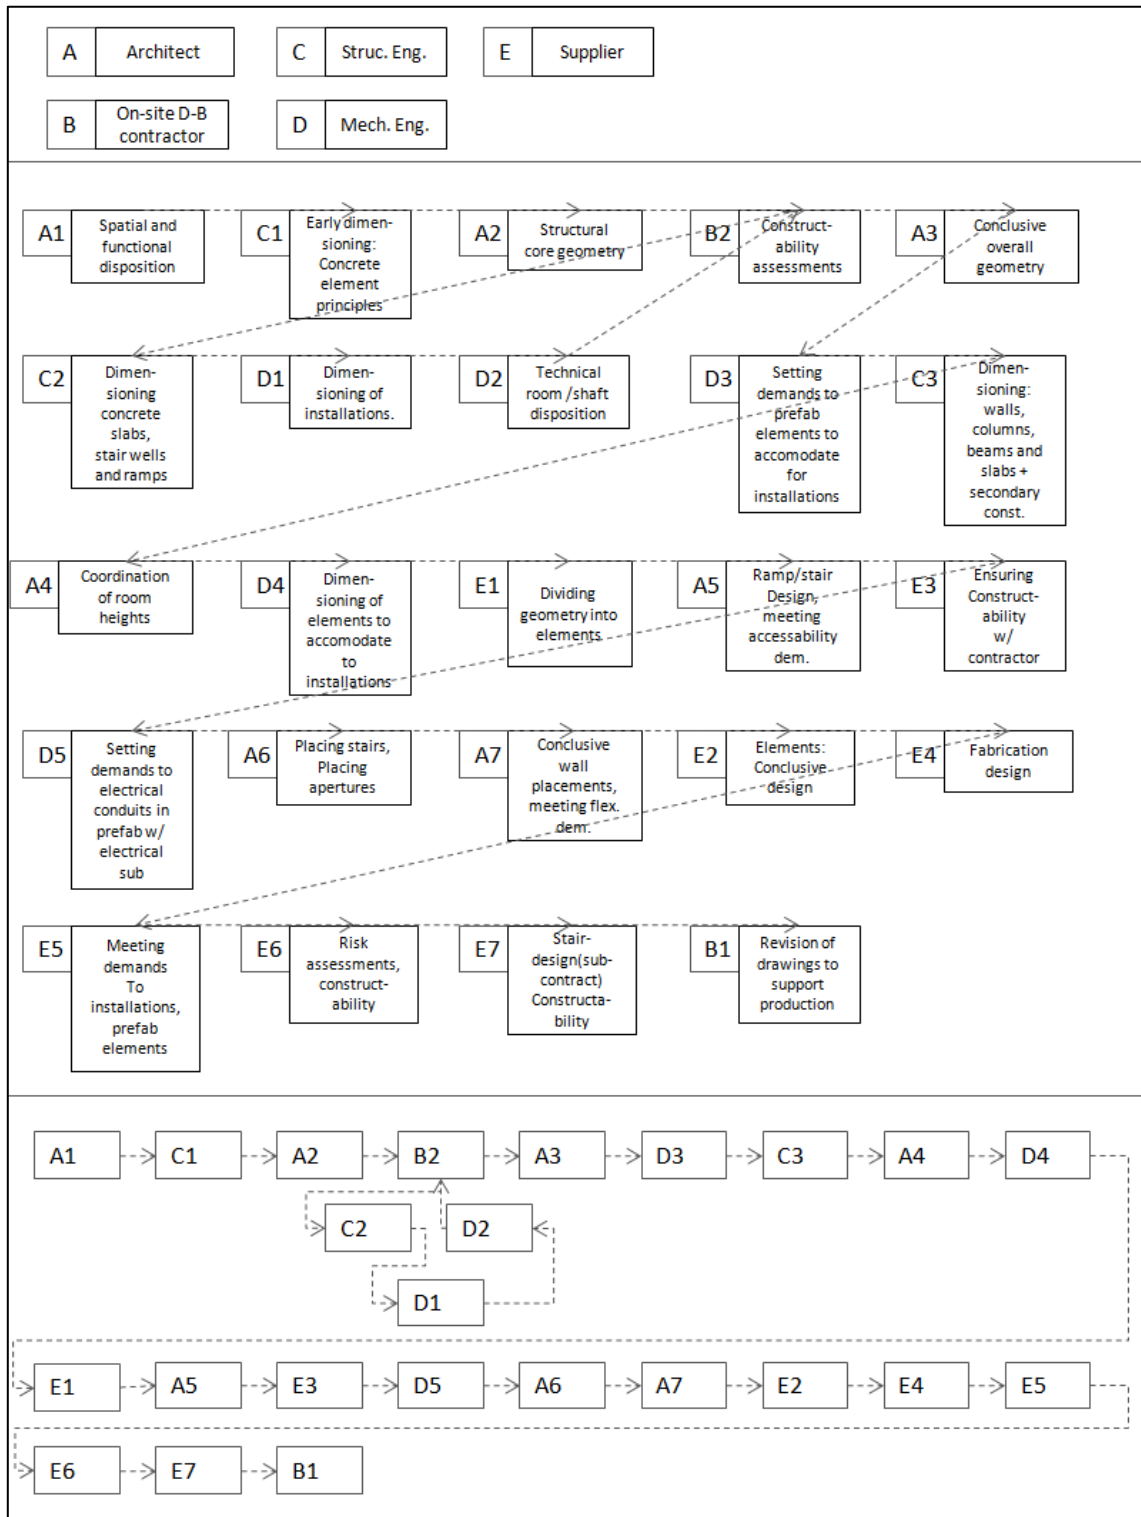 A
Architect
C
Struc. Eng.
E
Supplier
B
On-site D-B
contractor
D
Mech. Eng.
A1
Spatial and
functional
disposition
C1
Early dimen-
sioning:
Concrete
element
principles
A2
Structural
core geometry
B2
Construct-
ability
assessments
A3
Conclusive
overall
geometry
C2
Dimen-
sioning
concrete
slabs,
stair wells
and ramps
D1
Dimen-
sioning of
installations.
D2
Technical
room /shaft
disposition
D3
Setting
demands to
prefab
elements to
accomodate
for
installations
C3
Dimen-
sioning:
walls,
columns,
beams and
slabs +
secondary
const.
A4
Coordination
of room
heights
D4
Dimen-
sioning of
elements to
accomodate
to
installations
E1
Dividing
geometry into
elements
A5
Ramp/stair
Design,
meeting
accessability
dem.
E3
Ensuring
Construct-
ability
w/
contractor
D5
Setting
demands to
electrical
conduits in
prefab w/
electrical
sub
A6
Placing stairs,
Placing
apertures
A7
Conclusive
wall
placements,
meeting flex.
dem.
E2
Elements:
Conclusive
design
E4
Fabrication
design
E5
Meeting
demands
To
installations,
prefab
elements
E6
Risk
assessments,
construct-
ability
E7
Stair-
design(sub-
contract)
Constructa-
bility
B1
Revision of
drawings to
support
production
A1
C1
A2
B2
A3
D3
C3
A4
D4
C2
D2
D1
E1
A5
E3
D5
A6
A7
E2
E4
E5
E6
E7
B1